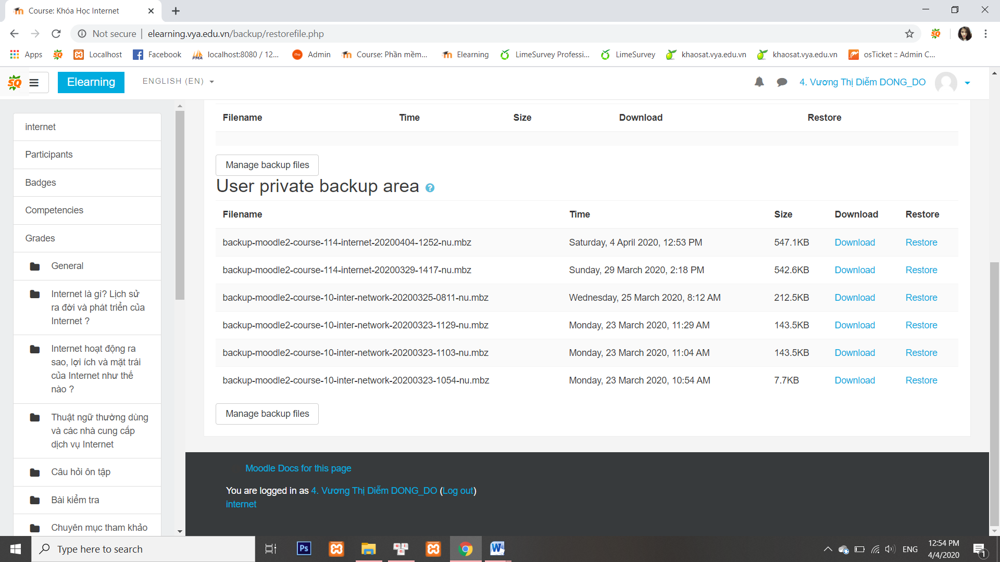 Course: Khóa Học Internet
Not secure | elearning.vya.edu.vn/backup/restorefile.php
Apps
Localhost
Facebook
localhost:8080 / 12...
Admin
Course: Phần mềm...
Elearning
LimeSurvey Professi...
LimeSurvey
khaosat.vya.edu.vn
khaosat.vya.edu.vn
osTicket :: Admin C...
SQ
Elearning
ENGLISH (EN)
4. Vương Thị Diễm DONG_DO
internet
Participants
Badges
Competencies
Grades
General
Internet là gì? Lịch sử
ra đời và phát triển của
Internet ?
Internet hoạt động ra
sao, lợi ích và mặt trái
của Internet như thế
nào ?
Thuật ngữ thường dùng
và các nhà cung cấp
dịch vụ Internet
Câu hỏi ôn tập
Bài kiểm tra
Chuyên mục tham khảo
Filename Time Size Download Restore
Manage backup files
User private backup area
Filename Time Size Download Restore
backup-moodle2-course-114-internet-20200404-1252-nu.mbz Saturday, 4 April 2020, 12:53 PM 547.1KB Download Restore
backup-moodle2-course-114-internet-20200329-1417-nu.mbz Sunday, 29 March 2020, 2:18 PM 542.6KB Download Restore
backup-moodle2-course-10-inter-network-20200325-0811-nu.mbz Wednesday, 25 March 2020, 8:12 AM 212.5KB Download Restore
backup-moodle2-course-10-inter-network-20200323-1129-nu.mbz Monday, 23 March 2020, 11:29 AM 143.5KB Download Restore
backup-moodle2-course-10-inter-network-20200323-1103-nu.mbz Monday, 23 March 2020, 11:04 AM 143.5KB Download Restore
backup-moodle2-course-10-inter-network-20200323-1054-nu.mbz Monday, 23 March 2020, 10:54 AM 7.7KB Download Restore
Manage backup files
Moodle Docs for this page
You are logged in as 4. Vương Thị Diễm DONG_DO (Log out)
internet
Type here to search
Ps
ENG
12:54 PM
4/4/2020
1